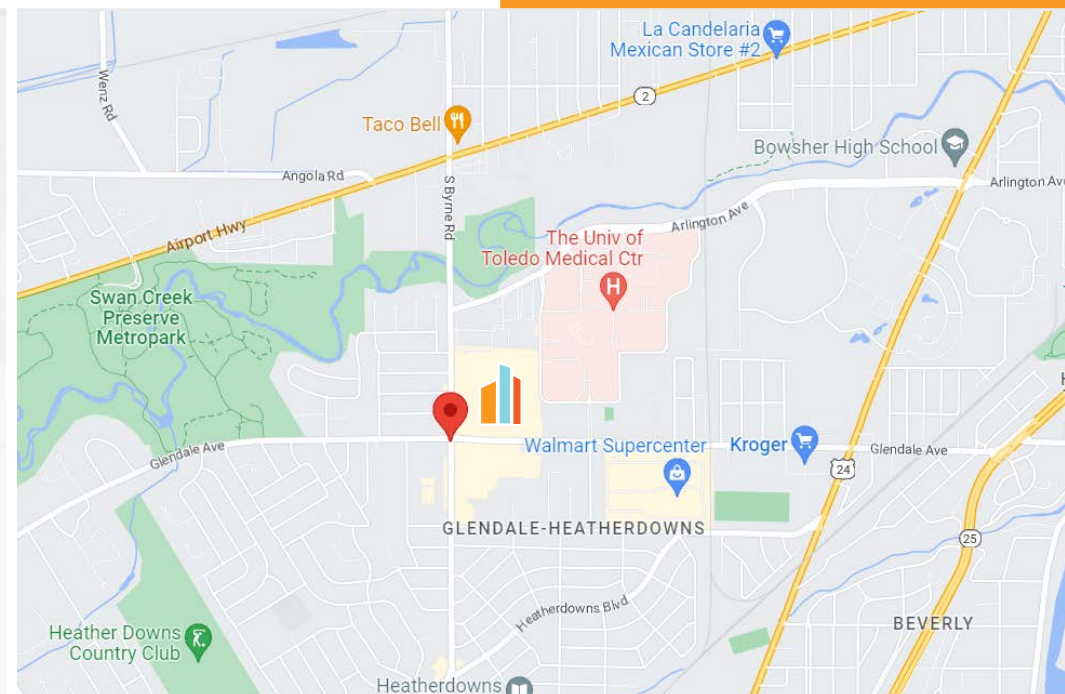 La Candelaria
Mexican Store #2
Wenz Rd
2
Taco Bell
Bowsher High School
Angola Rd
S Byrne Rd
Arlington Av
Arlington Ave
Airport Hwy
The Univ of
Toledo Medical Ctr
H
Swan Creek
Preserve
Metropark
Walmart Supercenter
Kroger
Glendale Ave
Glendale Ave
24
GLENDALE-HEATHERDOWNS
25
Heatherdowns Blvd
BEVERLY
Heather Downs
Country Club
Heatherdowns